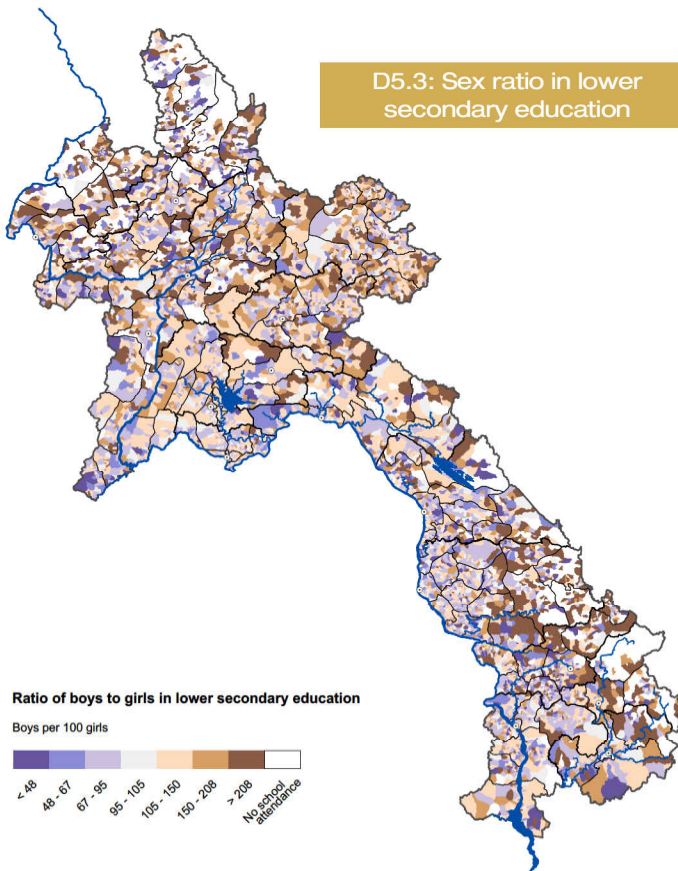 D5.3: Sex ratio in lower
secondary education
Ratio of boys to girls in lower secondary education
Boys per 100 girls
< 48
48 - 67
67 - 95
95 - 105
105 - 150
150 - 208
> 208
No school
attendance